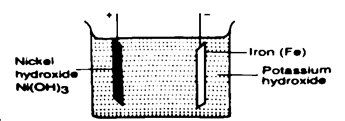 +
−
Iron (Fe)
Nickel
hydroxide
Ni(OH)3
Potassium
hydroxide